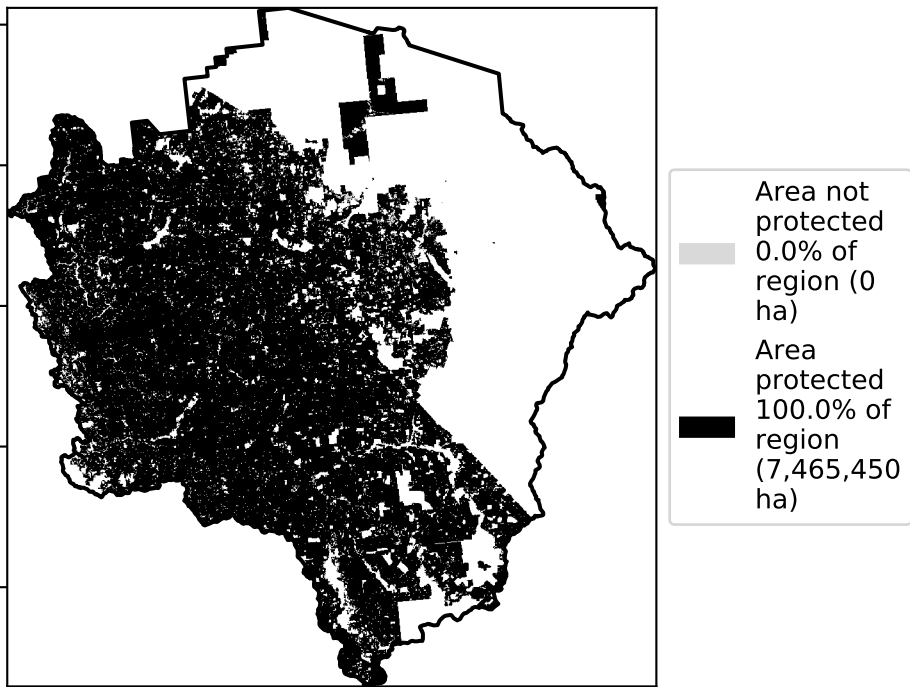 Area not
protected
0.0% of
region (0
ha)
Area
protected
100.0% of
region
(7,465,450
ha)